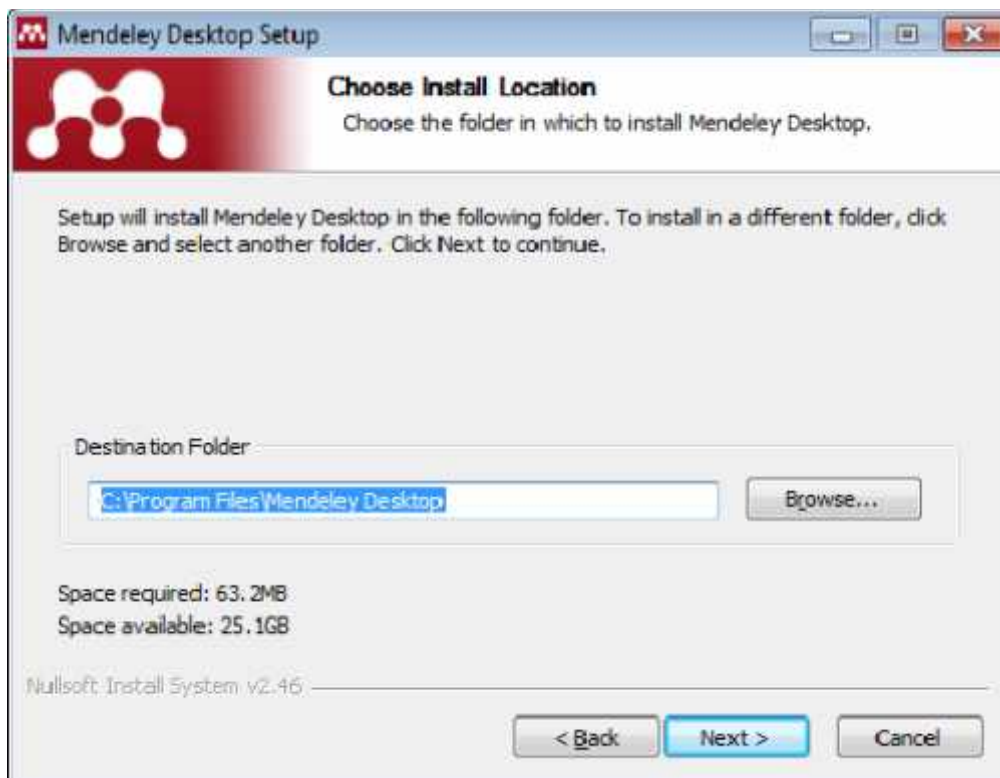 Mendeley Desktop Setup
Choose Install Location
Choose the folder in which to install Mendeley Desktop.
Setup will install Mendeley Desktop in the following folder. To install in a different folder, click
Browse and select another folder. Click Next to continue.
Destination Folder
C:\Program Files\Mendeley Desktop
Browse...
Space required: 63.2MB
Space available: 25.1GB
Nullsoft Install System v2.46
< Back
Next >
Cancel